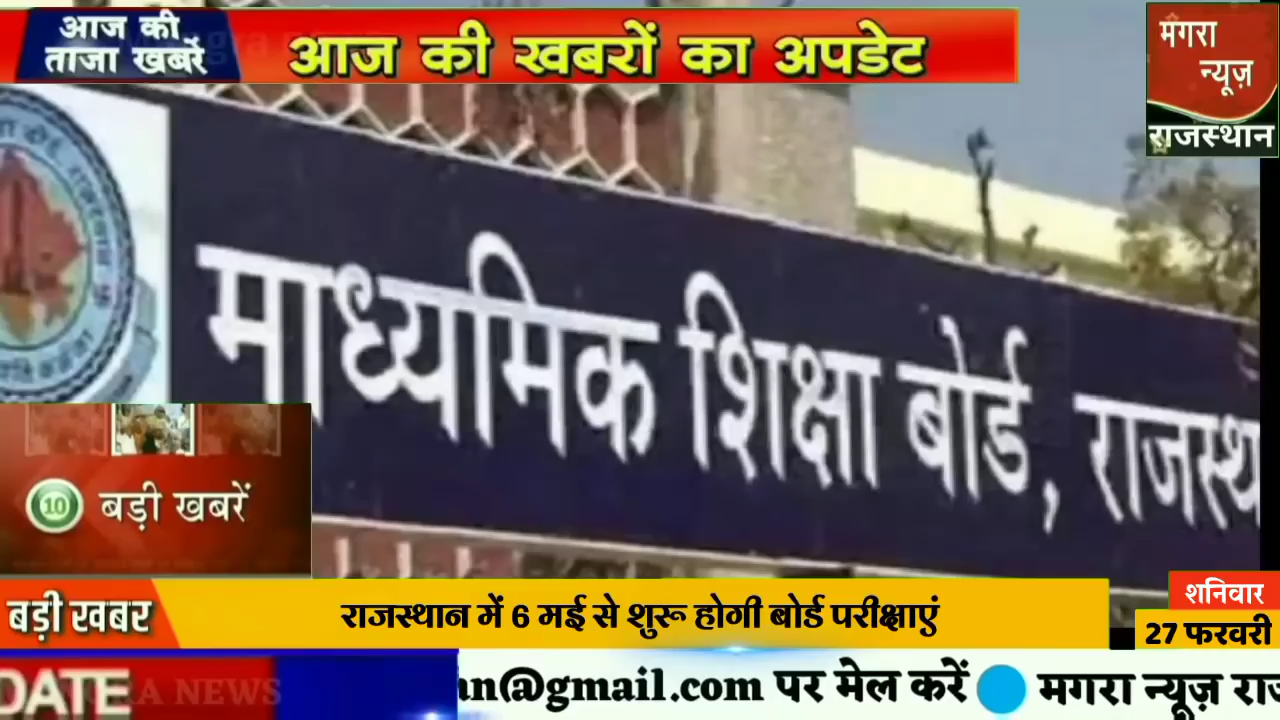 आज की
ताजा खबरें
आज की खबरों का अपडेट
मगरा
न्यूज़
राजस्थान
माध्यमिक शिक्षा बोर्ड,
10 बड़ी खबरें
बड़ी खबर
राजस्थान में 6 मई से शुरू होगी बोर्ड परीक्षाएं
शनिवार
27 फरवरी
DATE
NEWS
@gmail.com पर मेल करें
मगरा न्यूज़